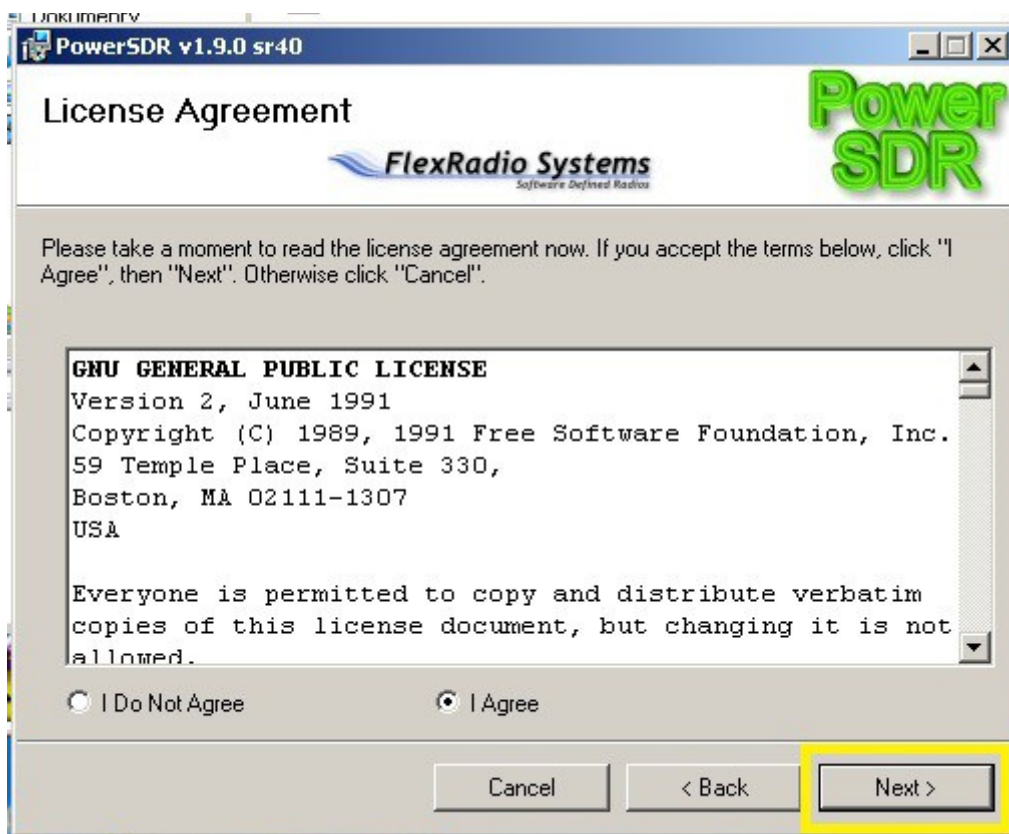 Dokumenty
PowerSDR v1.9.0 sr40
License Agreement
Power
SDR
FlexRadio Systems
Software Defined Radios
Please take a moment to read the license agreement now. If you accept the terms below, click "I
Agree", then "Next". Otherwise click "Cancel".
GNU GENERAL PUBLIC LICENSE
Version 2, June 1991
Copyright (C) 1989, 1991 Free Software Foundation, Inc.
59 Temple Place, Suite 330,
Boston, MA 02111-1307
USA
Everyone is permitted to copy and distribute verbatim
copies of this license document, but changing it is not
allowed.
I Do Not Agree
I Agree
Cancel
< Back
Next >